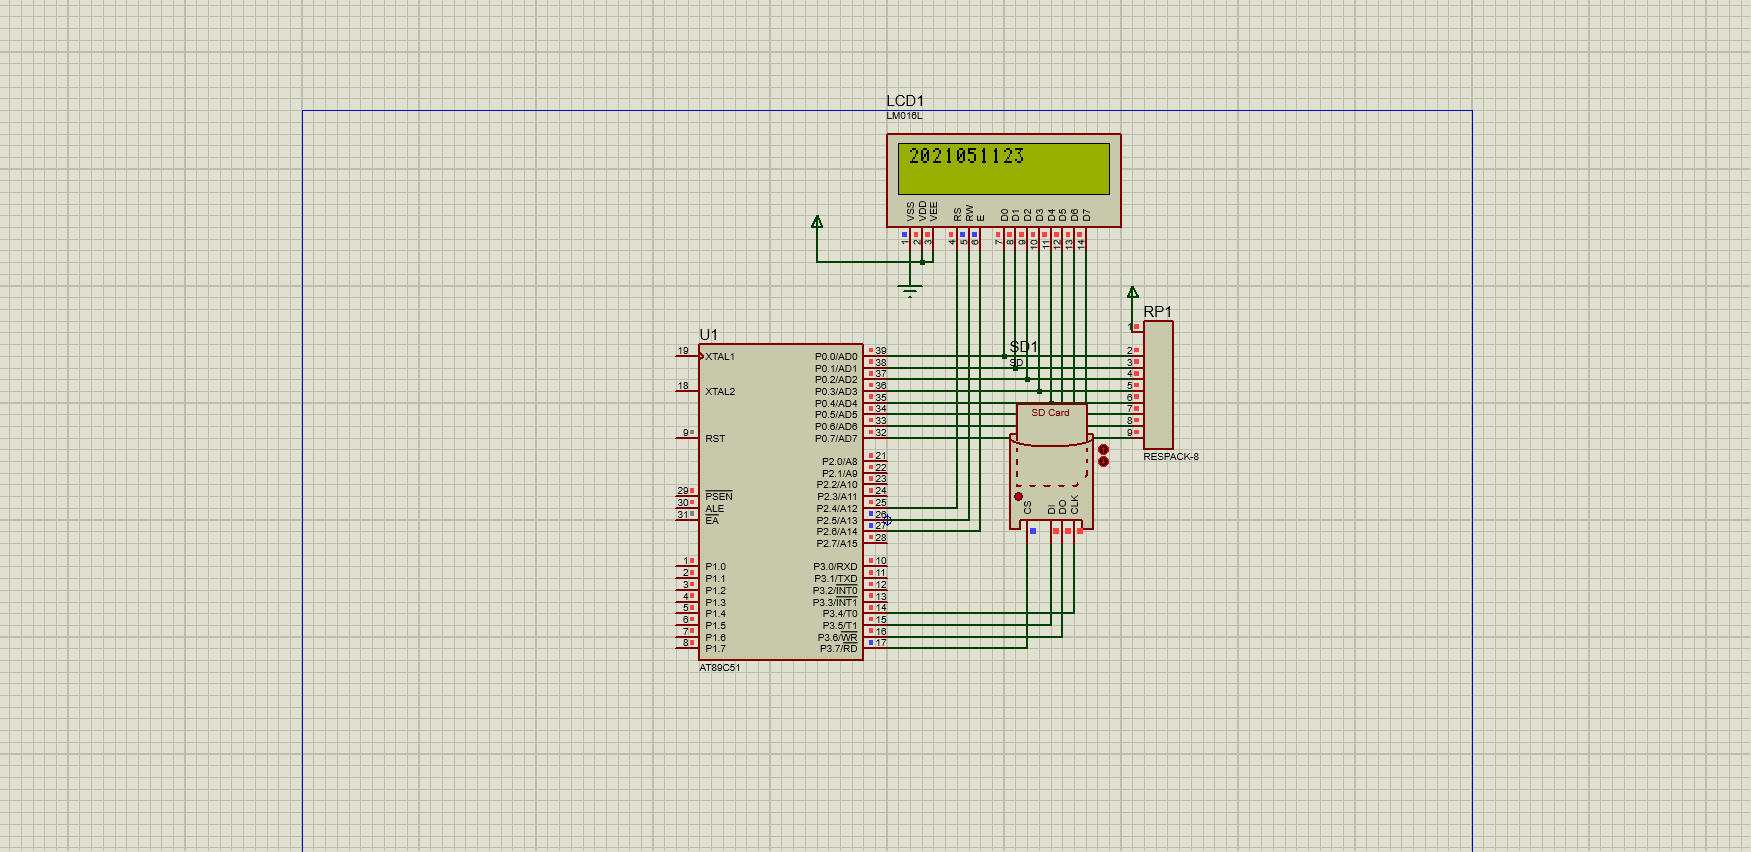 LCD1
LM016L
2021051123
VSS VDD VEE RS RW E D0 D1 D2 D3 D4 D5 D6 D7
1 2 3 4 5 6 7 8 9 10 11 12 13 14
RP1
1
2
3
4
5
6
7
8
9
RESPACK-8
SD1
SD
SD Card
CS DI DO CLK
U1
19 XTAL1 P0.0/AD0 39
P0.1/AD1 38
P0.2/AD2 37
18 XTAL2 P0.3/AD3 36
P0.4/AD4 35
P0.5/AD5 34
P0.6/AD6 33
9 RST P0.7/AD7 32
P2.0/A8 21
P2.1/A9 22
P2.2/A10 23
29 PSEN P2.3/A11 24
30 ALE P2.4/A12 25
31 EA P2.5/A13 26
P2.6/A14 27
P2.7/A15 28
1 P1.0 P3.0/RXD 10
2 P1.1 P3.1/TXD 11
3 P1.2 P3.2/INT0 12
4 P1.3 P3.3/INT1 13
5 P1.4 P3.4/T0 14
6 P1.5 P3.5/T1 15
7 P1.6 P3.6/WR 16
8 P1.7 P3.7/RD 17
AT89C51